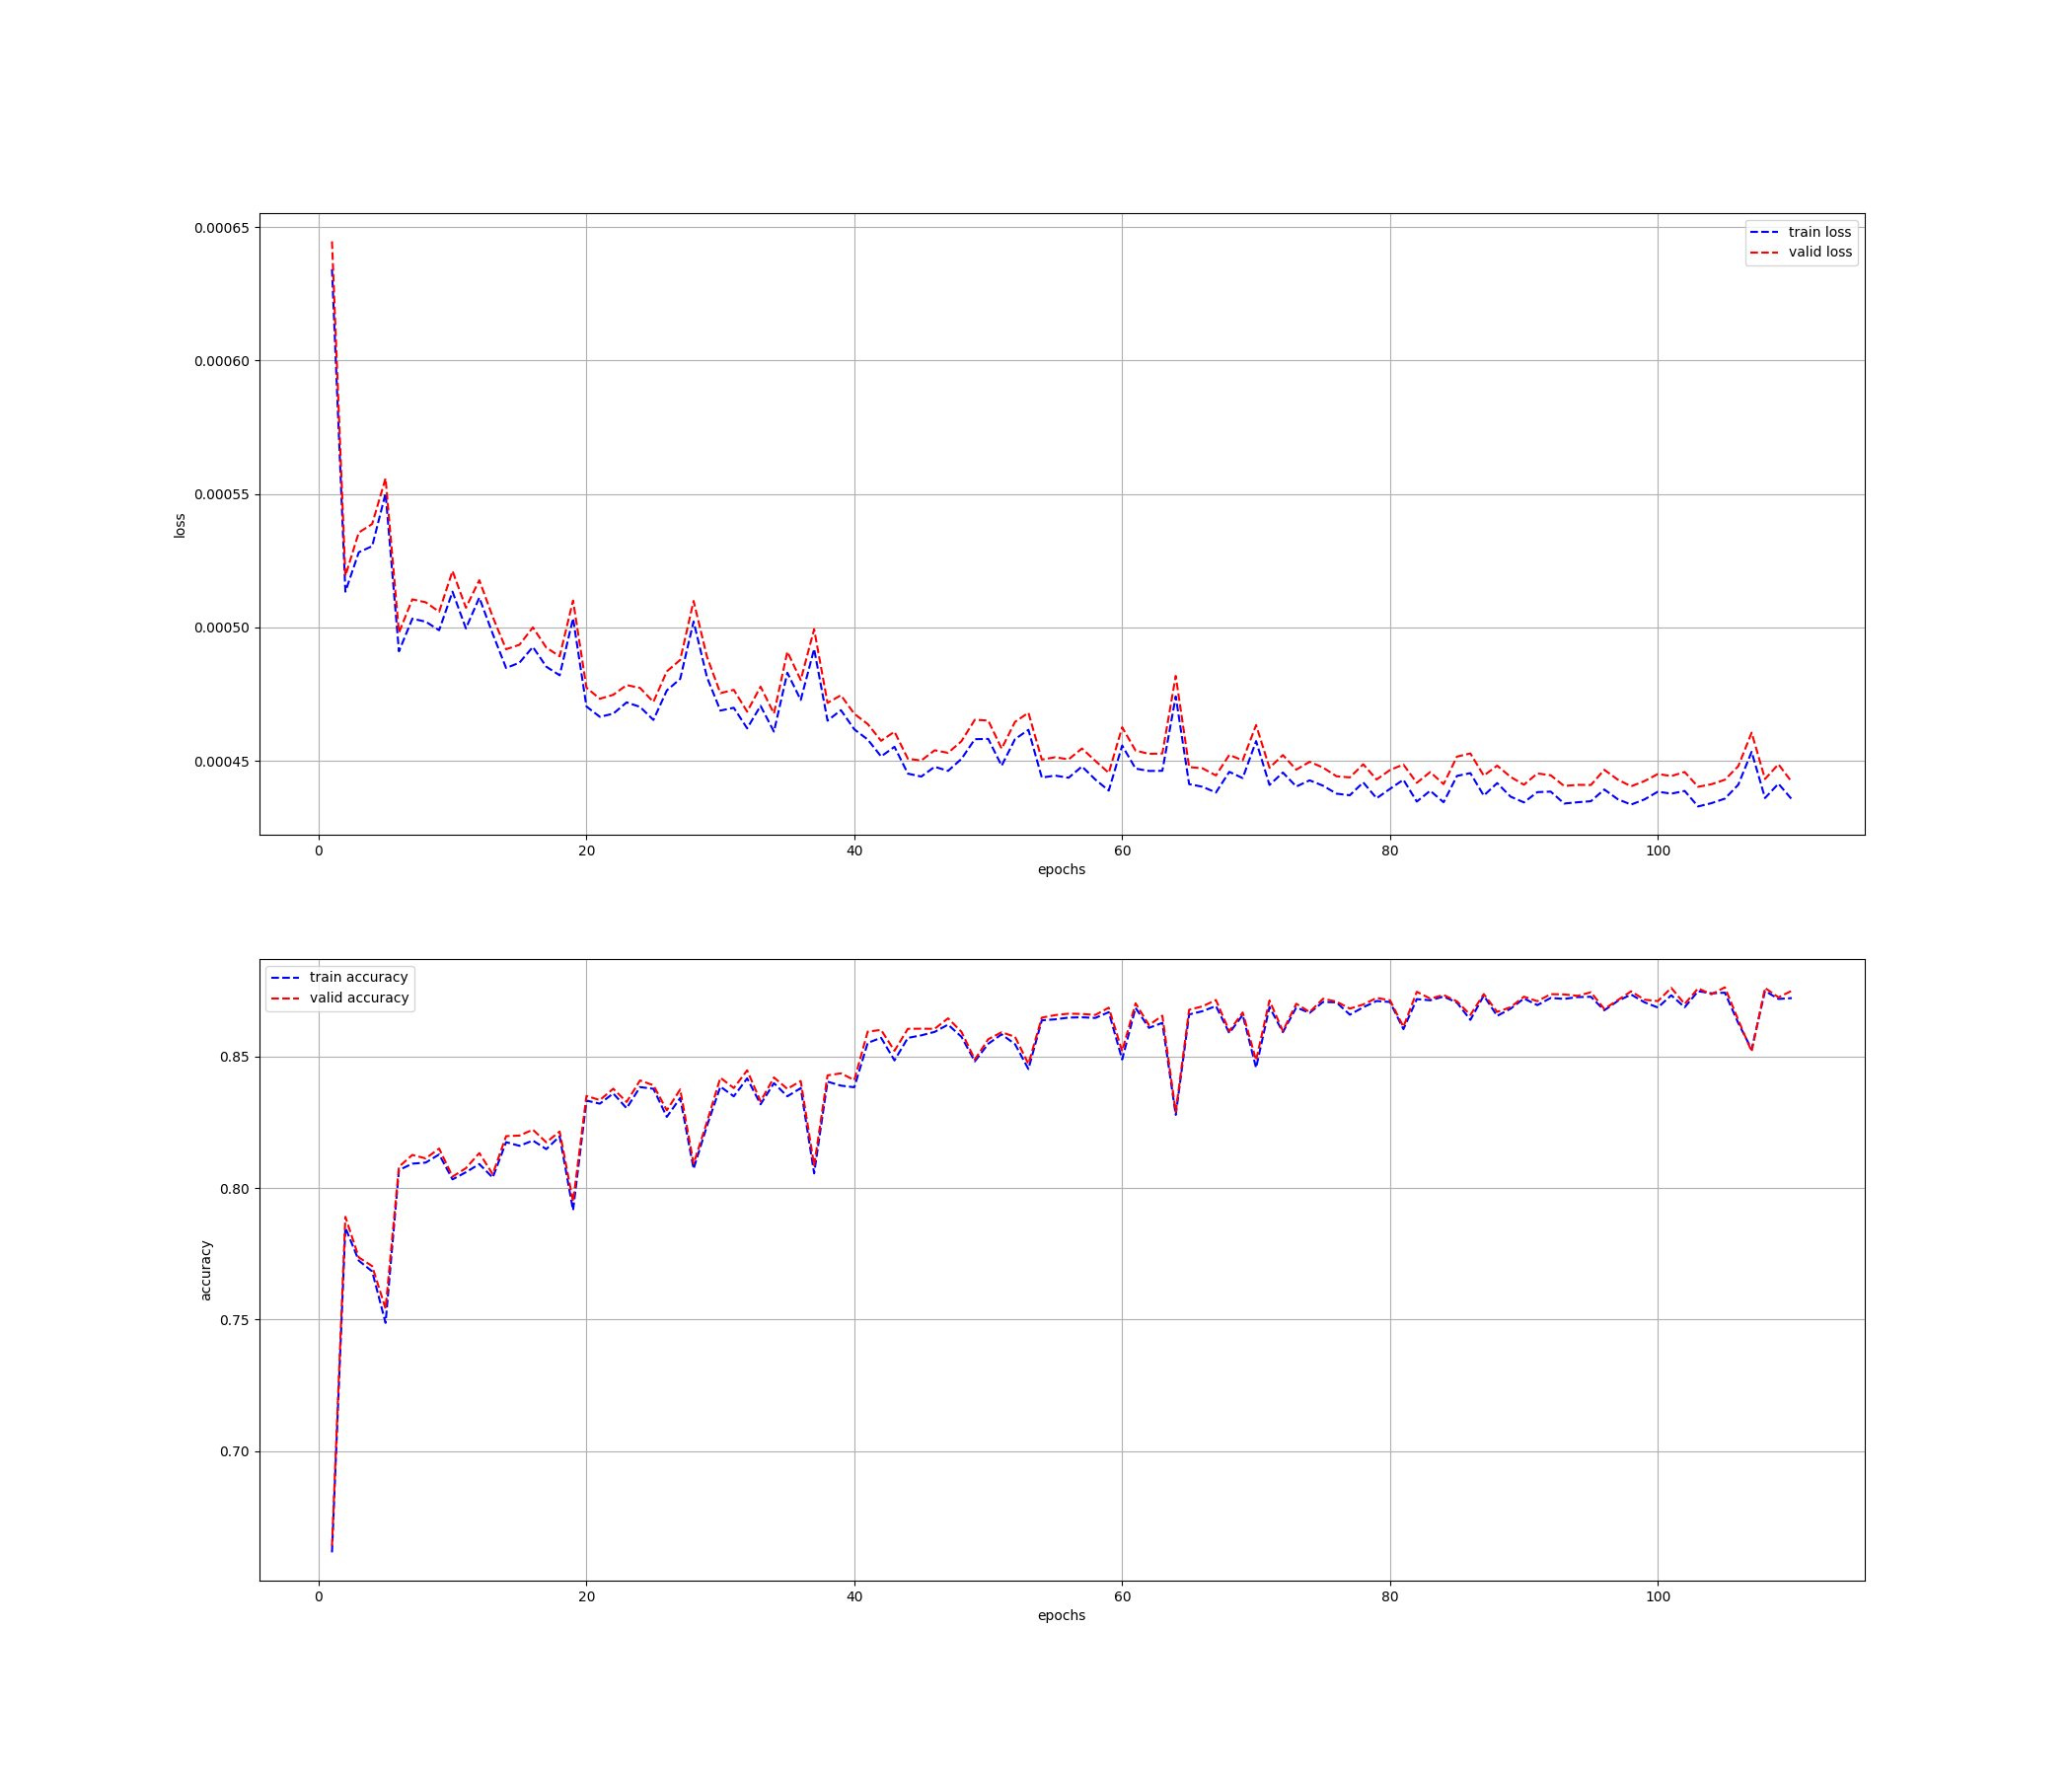 0.00065
train loss
valid loss
0.00060
0.00055
loss
0.00050
0.00045
0 20 40 60 80 100
epochs
train accuracy
valid accuracy
0.85
0.80
accuracy
0.75
0.70
0 20 40 60 80 100
epochs